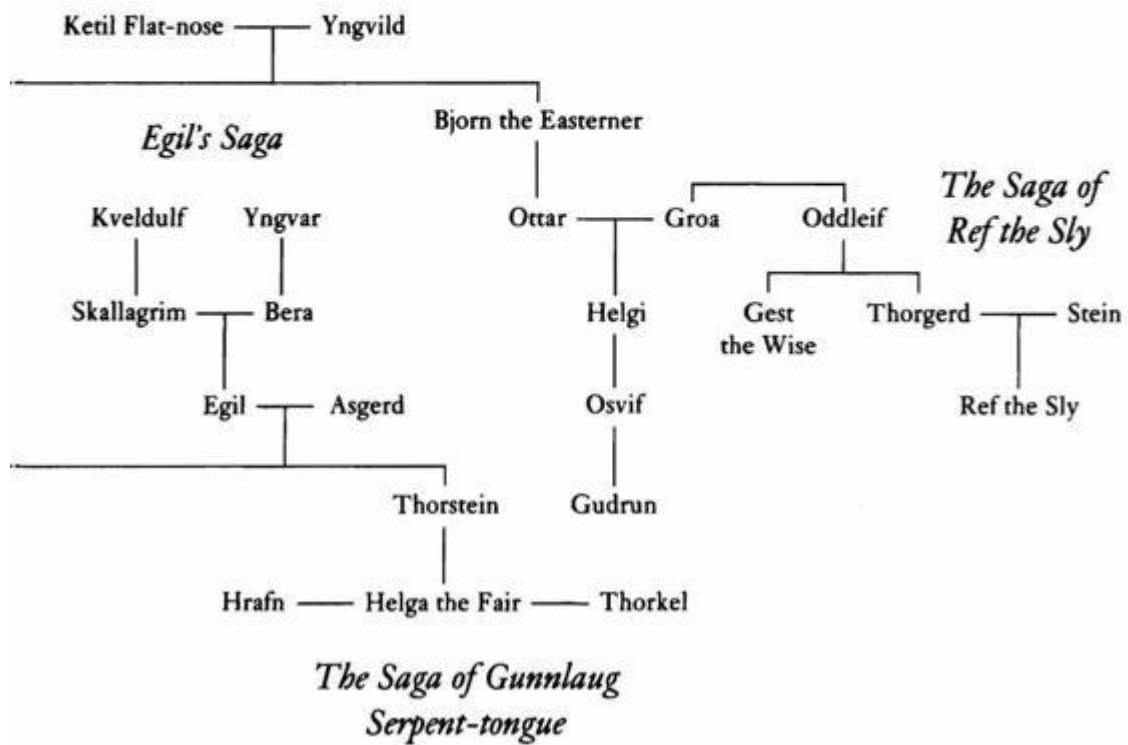 Ketil Flat-nose Yngvild
Bjorn the Easterner
Egil's Saga
The Saga of
Ref the Sly
Kveldulf Yngvar Ottar Groa Oddleif
Skallagrim Bera Helgi Gest
the Wise Thorgerd Stein
Egil Asgerd Osvif Ref the Sly
Thorstein Gudrun
Hrafn Helga the Fair Thorkel
The Saga of Gunnlaug
Serpent-tongue